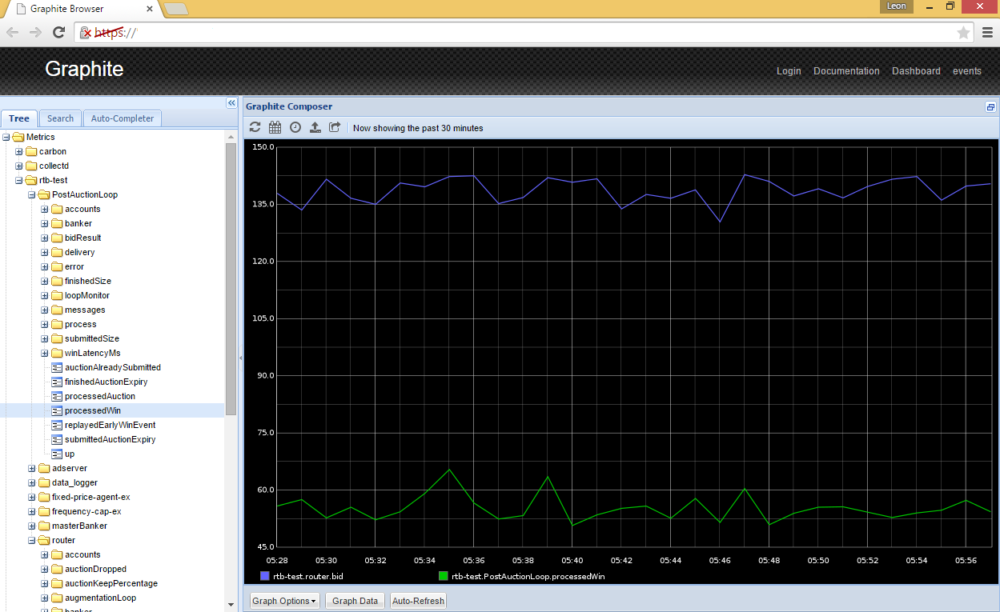 Graphite Browser
Leon
https://
Graphite
Login Documentation Dashboard events
Tree Search Auto-Completer
Metrics
carbon
collectd
rtb-test
PostAuctionLoop
accounts
banker
bidResult
delivery
error
finishedSize
loopMonitor
messages
process
submittedSize
winLatencyMs
auctionAlreadySubmitted
finishedAuctionExpiry
processedAuction
processedWin
replayedEarlyWinEvent
submittedAuctionExpiry
up
adserver
data_logger
fixed-price-agent-ex
frequency-cap-ex
masterBanker
router
accounts
auctionDropped
auctionKeepPercentage
augmentationLoop
banker
Graphite Composer
Now showing the past 30 minutes
150.0
135.0
120.0
105.0
90.0
75.0
60.0
45.0
05:28 05:30 05:32 05:34 05:36 05:38 05:40 05:42 05:44 05:46 05:48 05:50 05:52 05:54 05:56
rtb-test.router.bid rtb-test.PostAuctionLoop.processedWin
Graph Options Graph Data Auto-Refresh